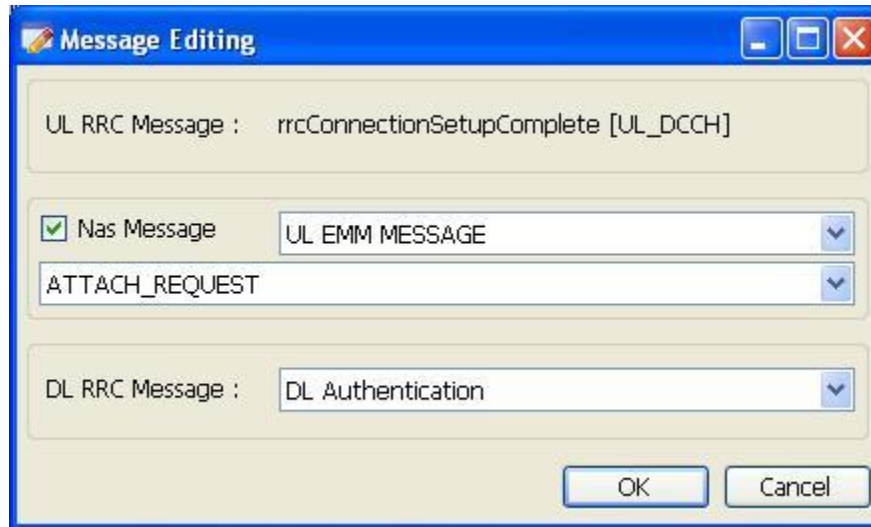 Message Editing
UL RRC Message : rrcConnectionSetupComplete [UL_DCCH]
Nas Message UL EMM MESSAGE
ATTACH_REQUEST
DL RRC Message : DL Authentication
OK Cancel